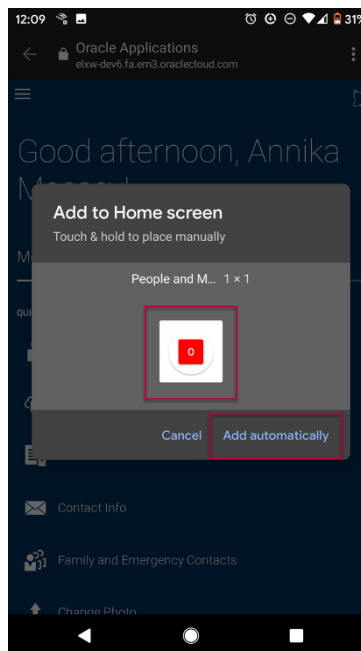 12:09
31%
Oracle Applications
elxw-dev6.fa.em3.oraclecloud.com
Good afternoon, Annika
Add to Home screen
Touch & hold to place manually
People and M... 1 × 1
O
Cancel Add automatically
Contact Info
Family and Emergency Contacts
Change Photo